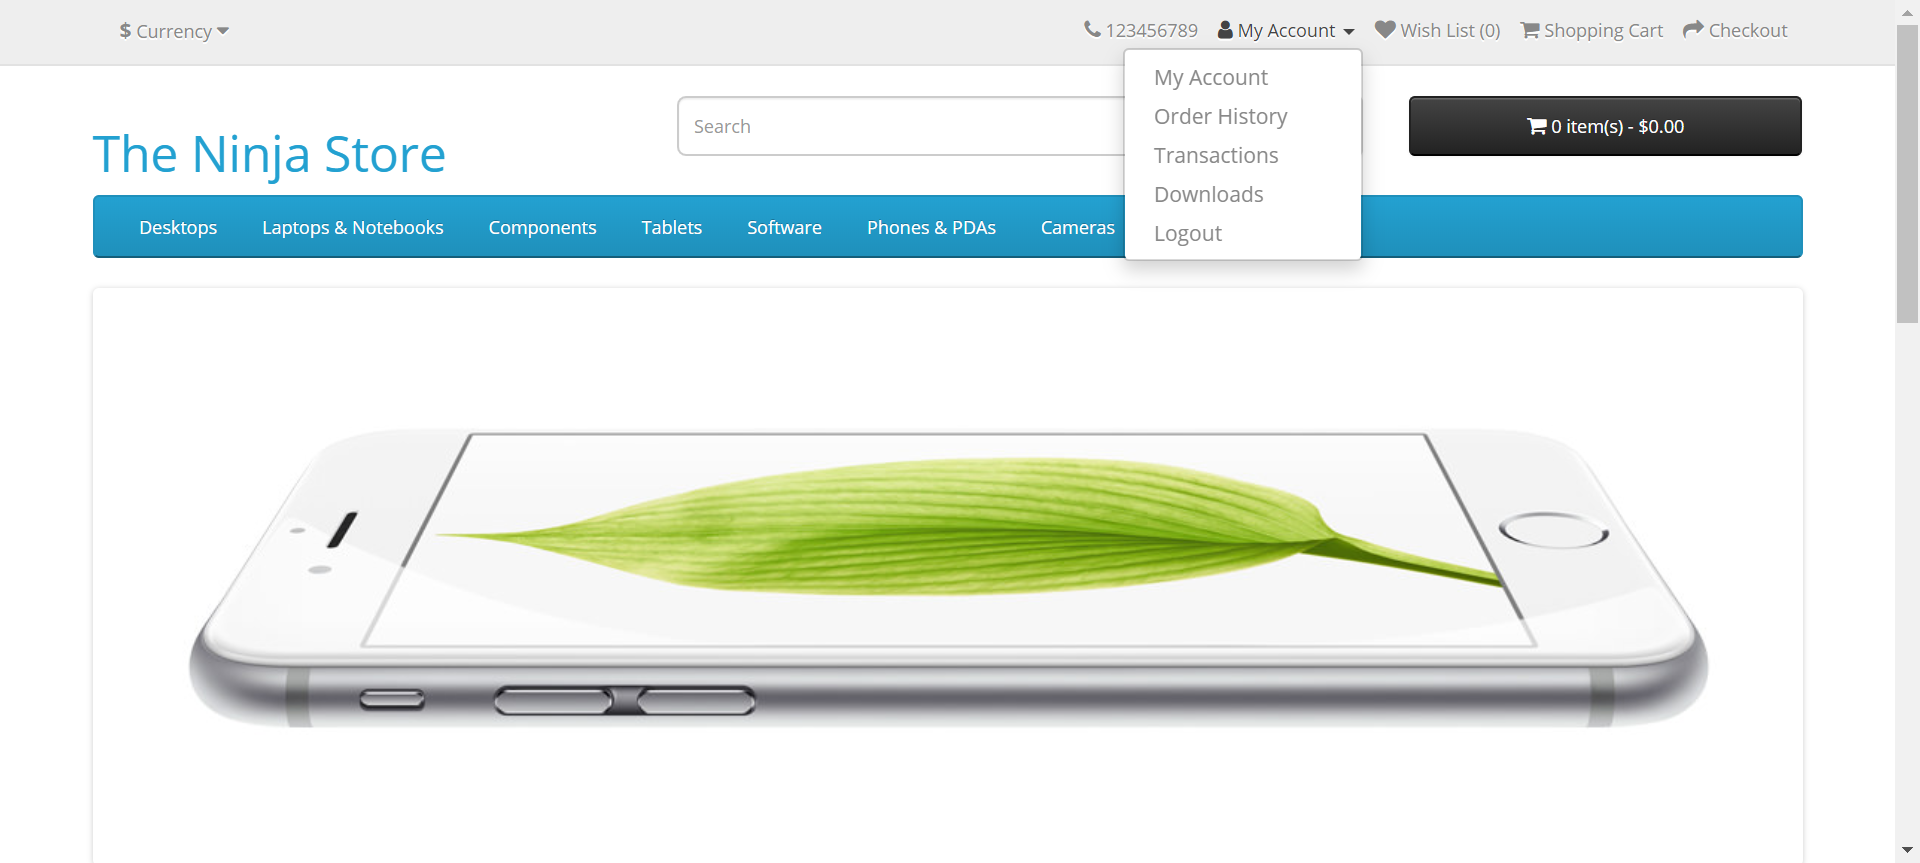 $ Currency
123456789 My Account Wish List (0) Shopping Cart Checkout
My Account
Order History
Transactions
Downloads
Logout
The Ninja Store
Search
0 item(s) - $0.00
Desktops Laptops & Notebooks Components Tablets Software Phones & PDAs Cameras